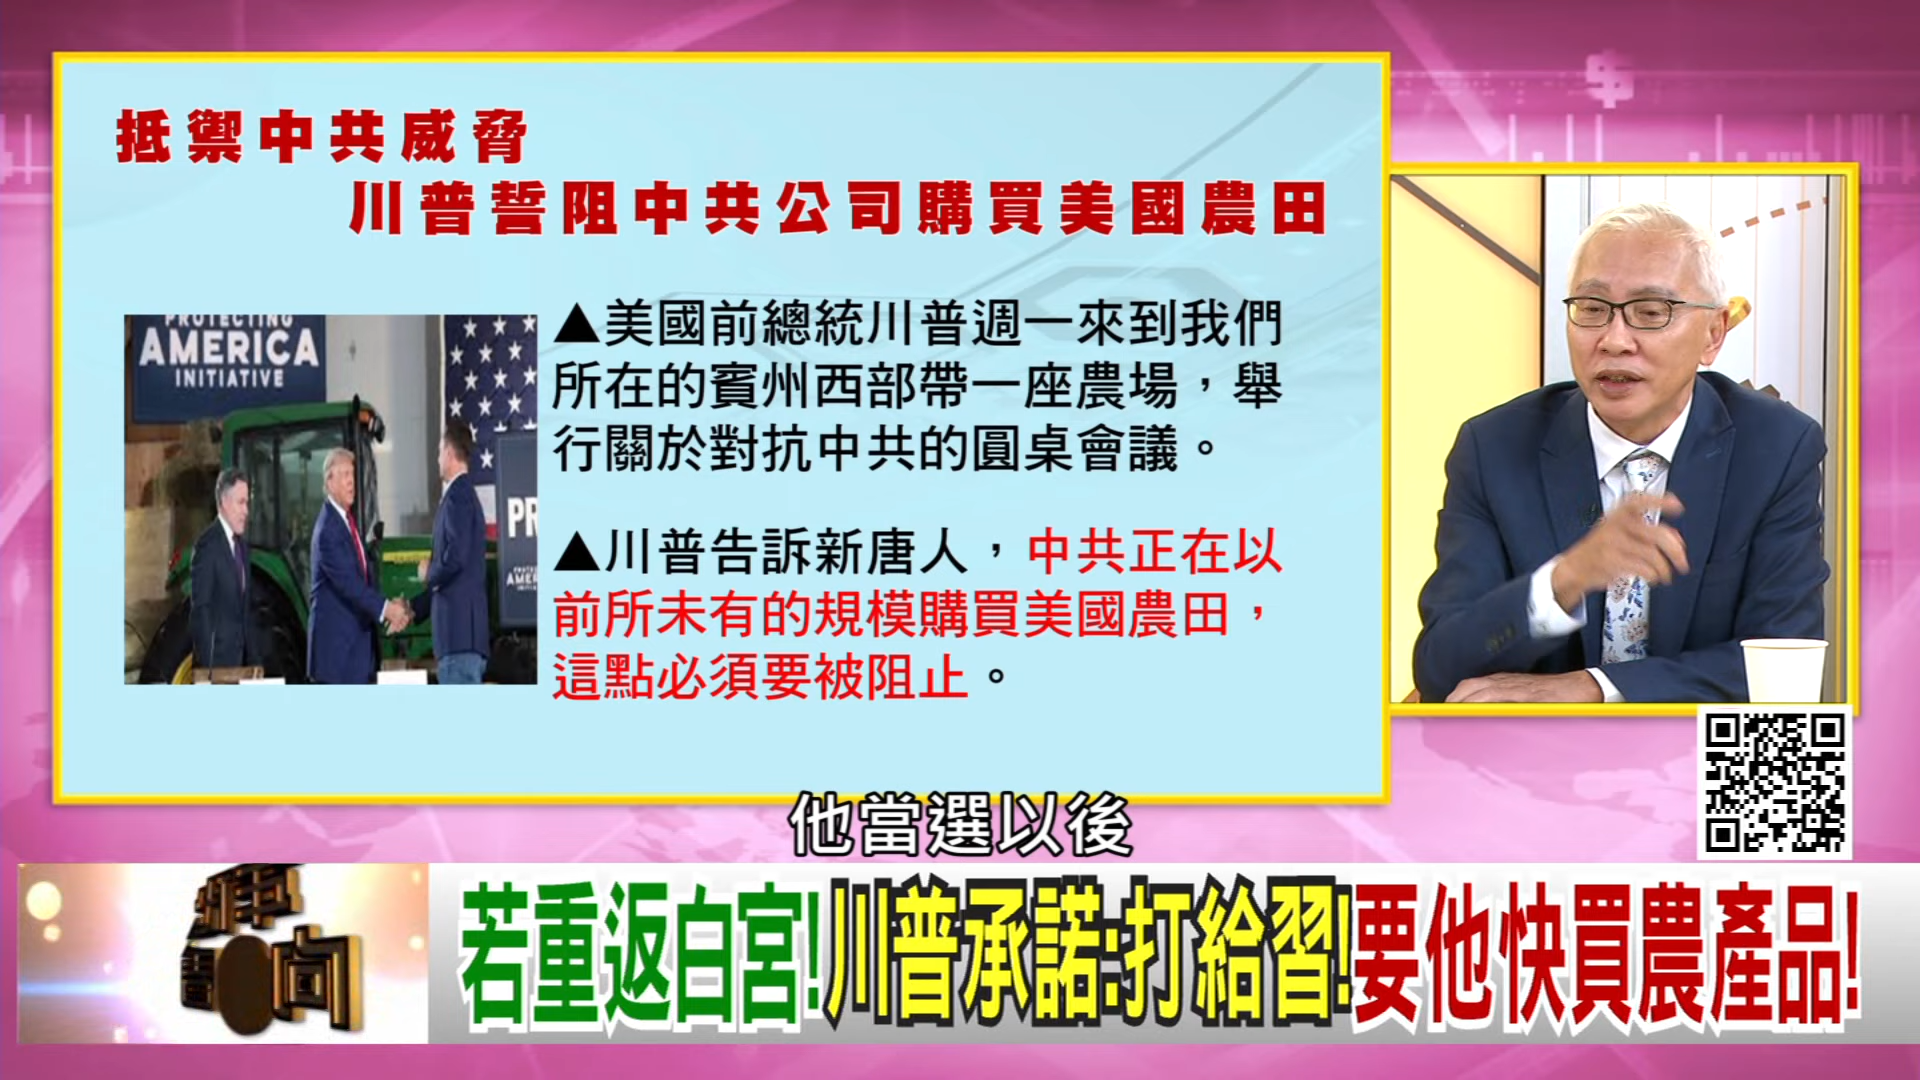 抵禦中共威脅
川普誓阻中共公司購買美國農田
PROTECTING
AMERICA
INITIATIVE
▲美國前總統川普週一來到我們
所在的賓州西部帶一座農場，舉
行關於對抗中共的圓桌會議。
▲川普告訴新唐人，中共正在以
前所未有的規模購買美國農田，
這點必須要被阻止。
他當選以後
若重返白宮!川普承諾:打給習!要他快買農產品!